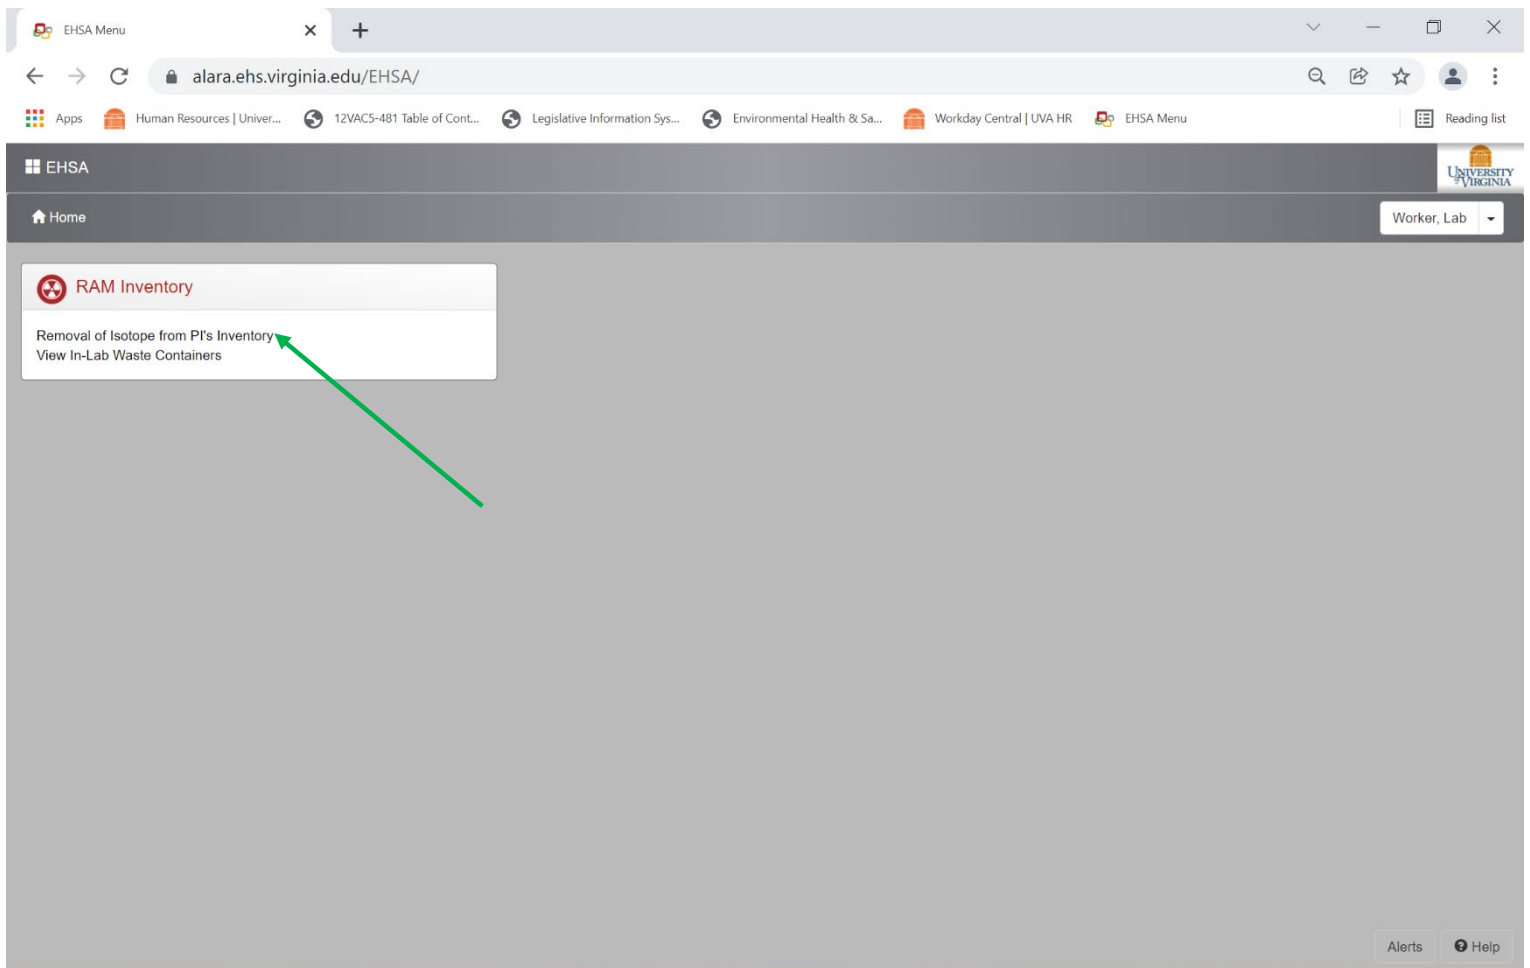 EHSA Menu
alara.ehs.virginia.edu/EHSA/
Apps Human Resources | Univer... 12VAC5-481 Table of Cont... Legislative Information Sys... Environmental Health & Sa... Workday Central | UVA HR EHSA Menu Reading list
EHSA
UNIVERSITY
of VIRGINIA
Home
Worker, Lab
RAM Inventory
Removal of Isotope from PI's Inventory
View In-Lab Waste Containers
Alerts Help